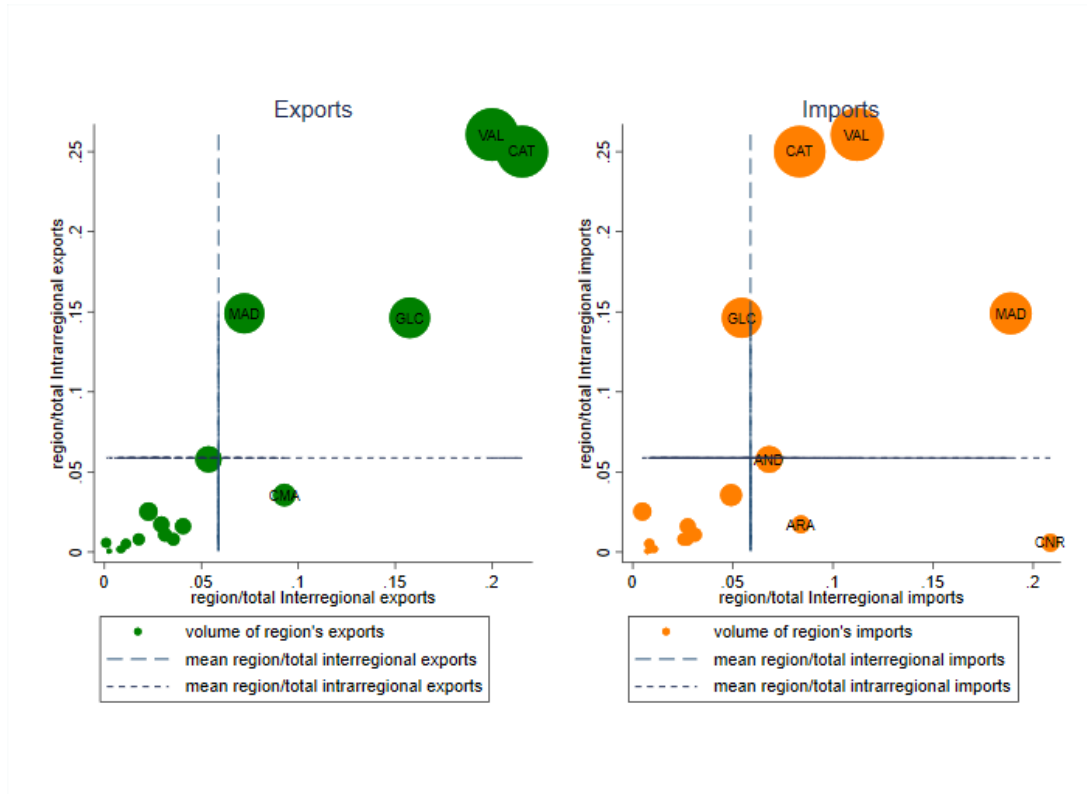 Exports
region/total Intrarregional exports
.25
.2
.15
.1
.05
0
VAL
CAT
MAD
GLC
CMA
0
.05
.1
.15
.2
region/total Interregional exports
volume of region's exports
mean region/total interregional exports
mean region/total intrarregional exports
Imports
region/total Intrarregional imports
.25
.2
.15
.1
.05
0
VAL
CAT
GLC
MAD
AND
ARA
CNR
0
.05
.1
.15
.2
region/total Interregional imports
volume of region's imports
mean region/total interregional imports
mean region/total intrarregional imports